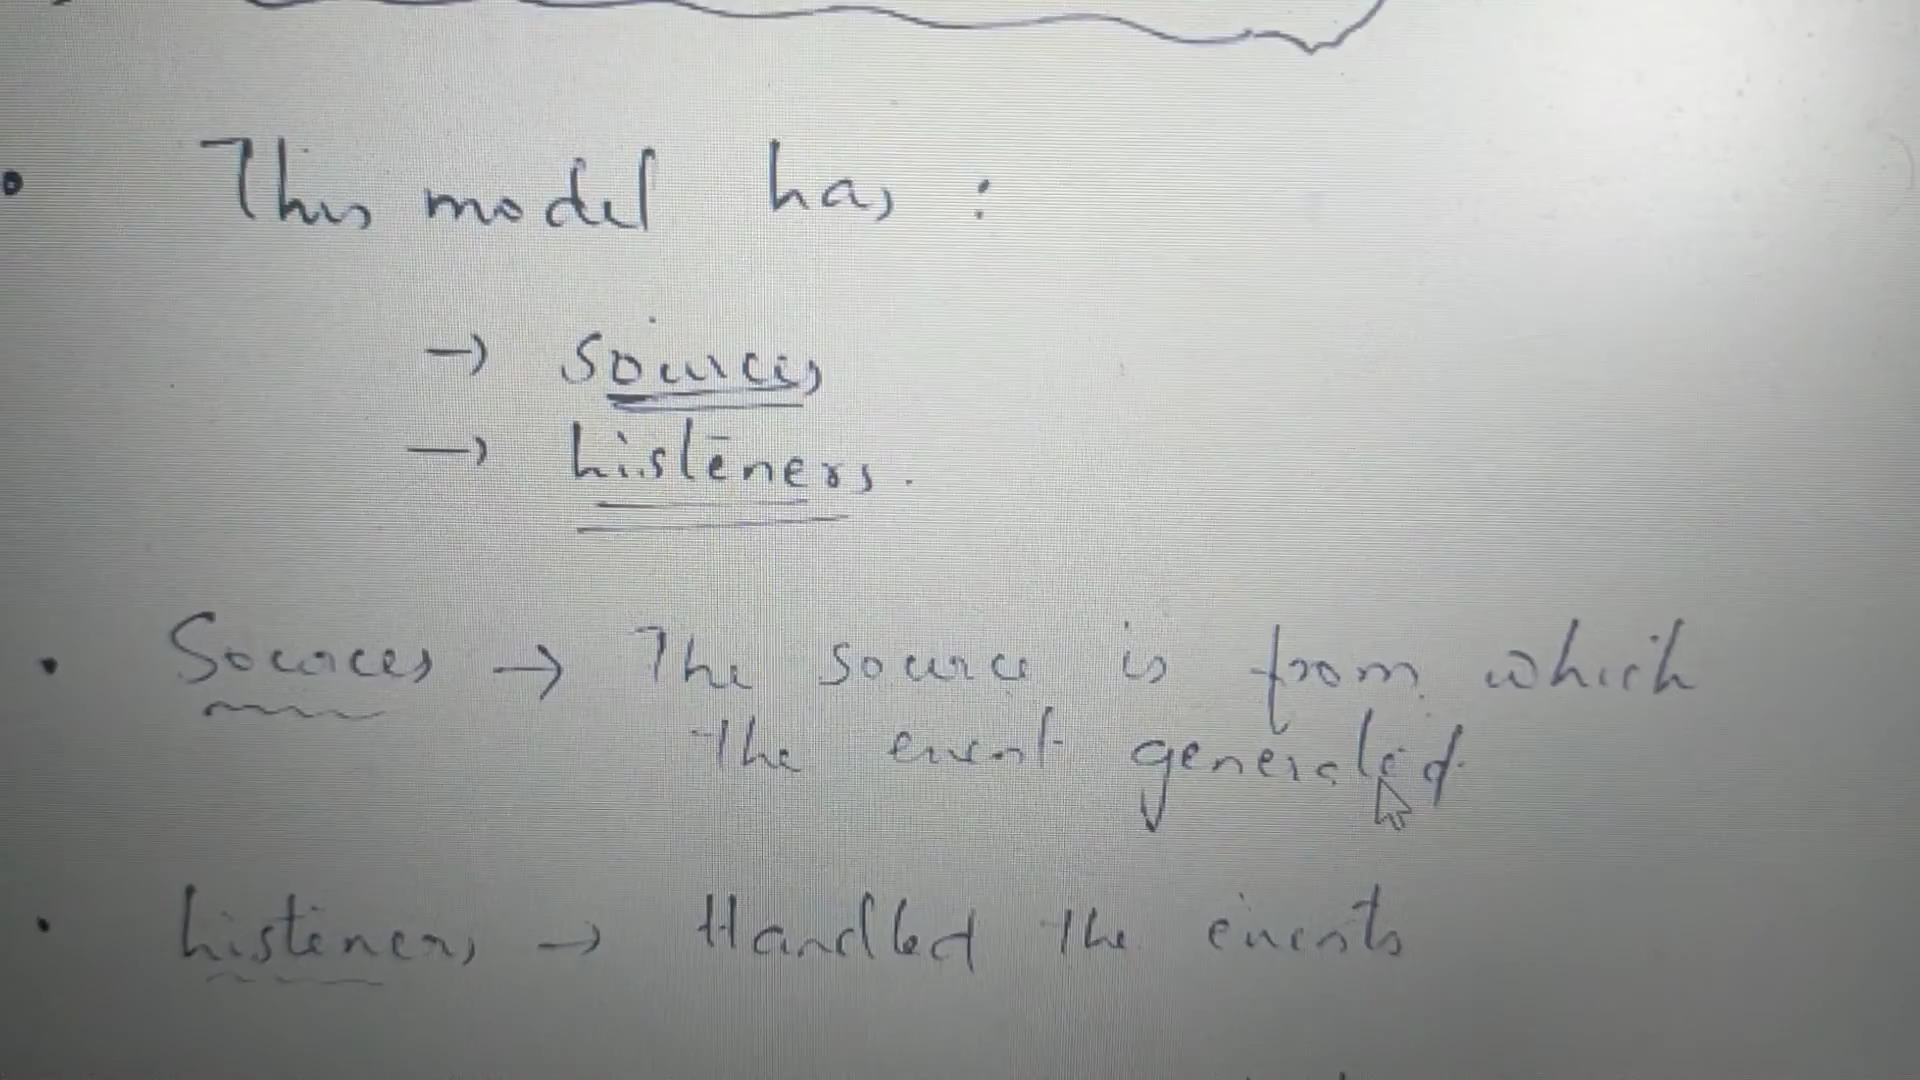 • This model has :
→ Sources
→ Listeners.
• Sources → The source is from which
the event generated.
• Listeners → Handled the events